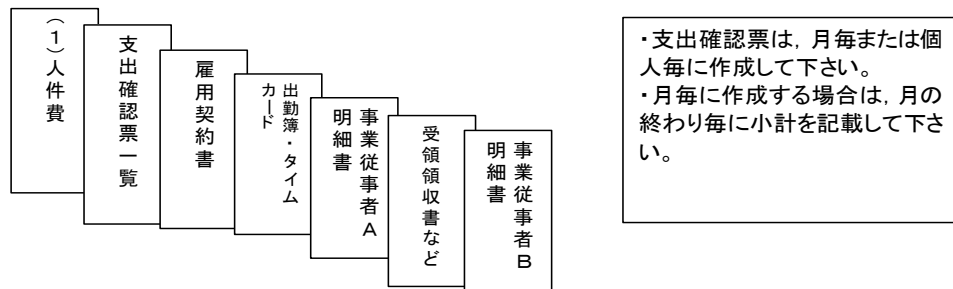 （１）人件費
支出確認票一覧
雇用契約書
出勤簿・タイム
カード
事業従事者Ａ
明細書
受領領収書など
事業従事者Ｂ
明細書
・支出確認票は，月毎または個
人毎に作成して下さい。
・月毎に作成する場合は，月の
終わり毎に小計を記載して下さ
い。